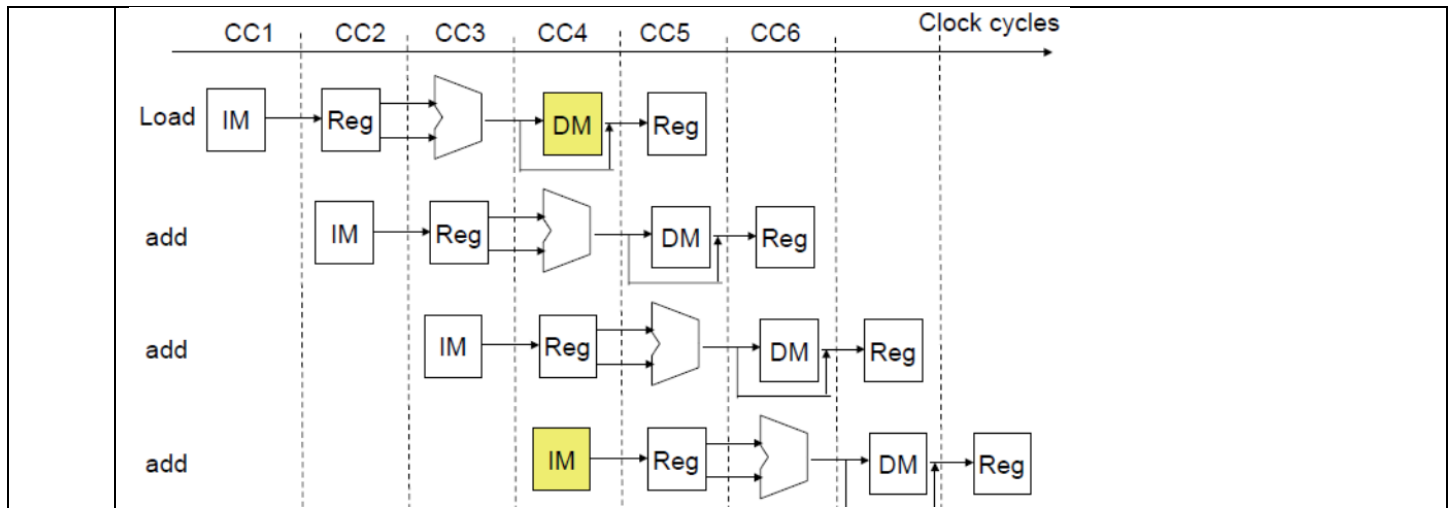 Clock cycles
CC1 CC2 CC3 CC4 CC5 CC6
Load IM Reg DM Reg
add IM Reg DM Reg
add IM Reg DM Reg
add IM Reg DM Reg